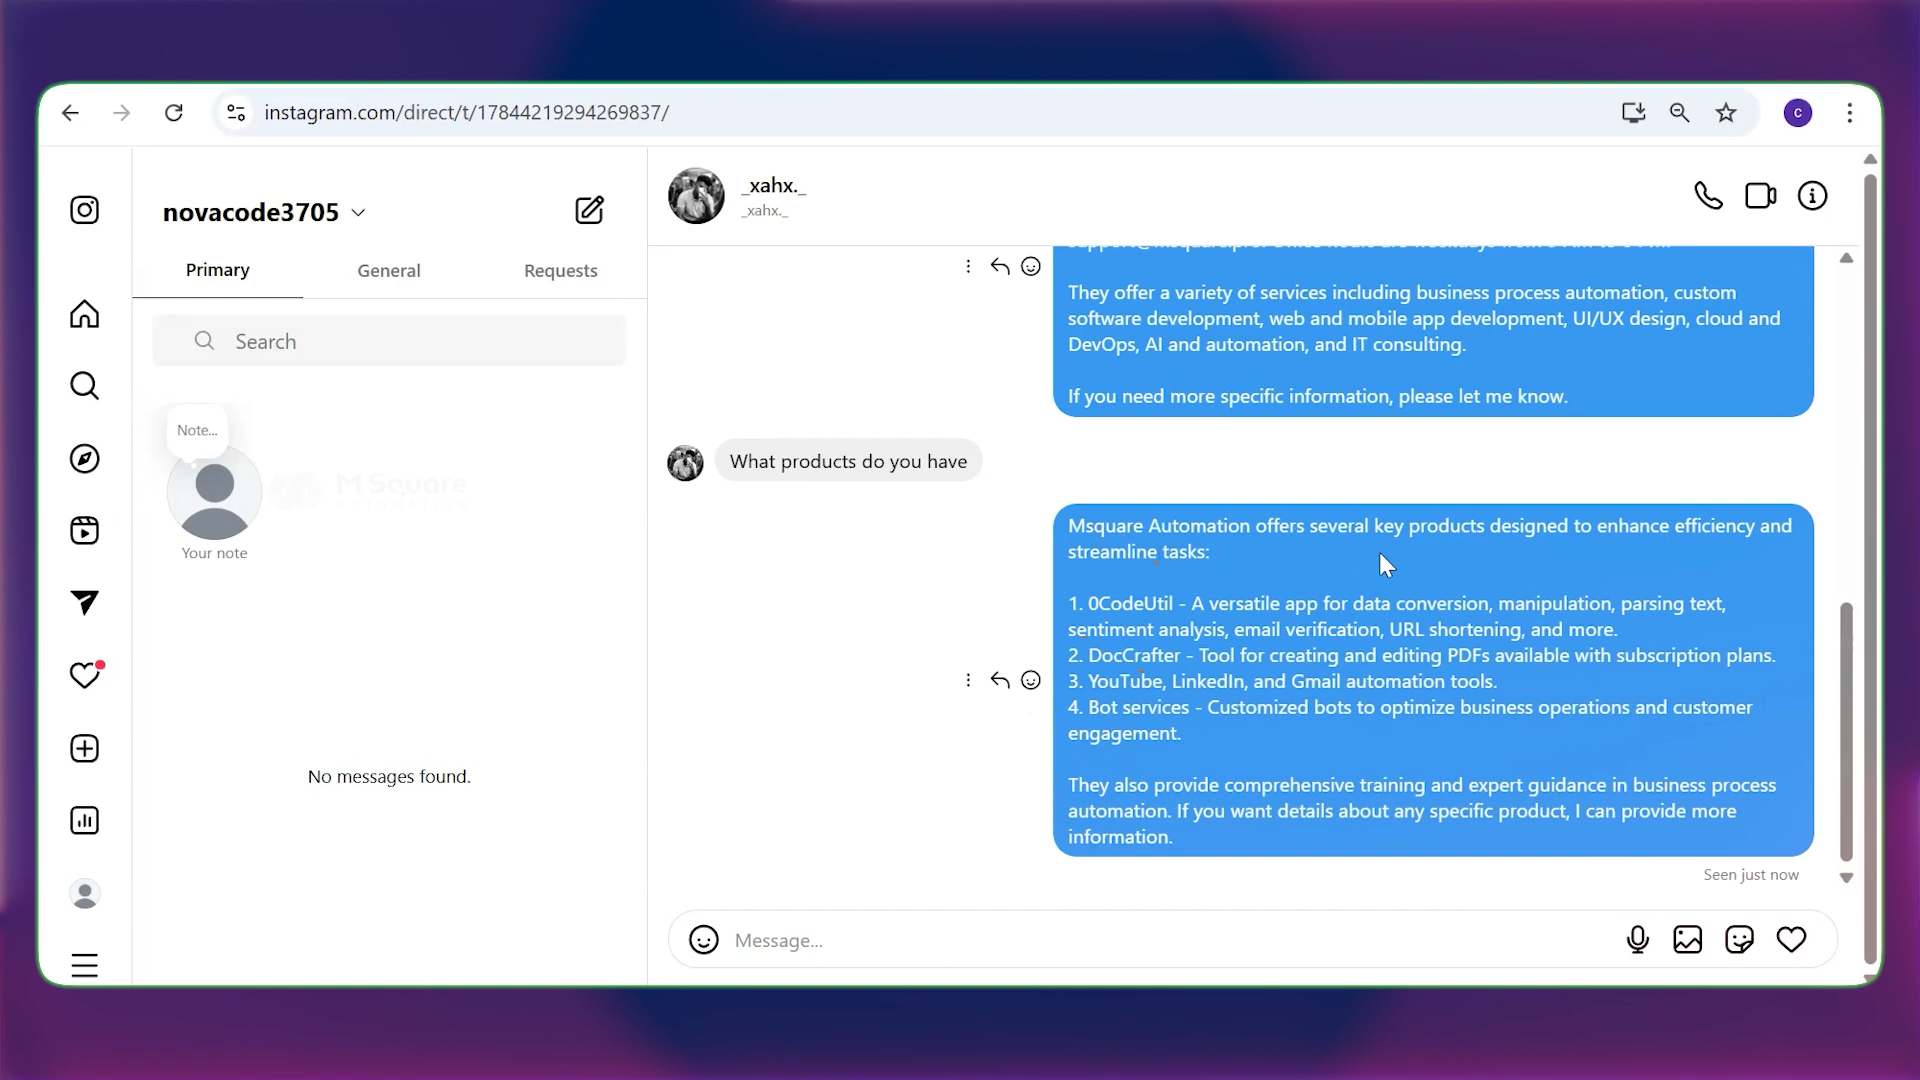 instagram.com/direct/t/17844219294269837/
c
novacode3705
Primary
General
Requests
Search
Note...
M Square
AUTOMATION
Your note
No messages found.
_xahx._
_xahx._
They offer a variety of services including business process automation, custom
software development, web and mobile app development, UI/UX design, cloud and
DevOps, AI and automation, and IT consulting.
If you need more specific information, please let me know.
What products do you have
Msquare Automation offers several key products designed to enhance efficiency and
streamline tasks:
1. 0CodeUtil - A versatile app for data conversion, manipulation, parsing text,
sentiment analysis, email verification, URL shortening, and more.
2. DocCrafter - Tool for creating and editing PDFs available with subscription plans.
3. YouTube, LinkedIn, and Gmail automation tools.
4. Bot services - Customized bots to optimize business operations and customer
engagement.
They also provide comprehensive training and expert guidance in business process
automation. If you want details about any specific product, I can provide more
information.
Seen just now
Message...